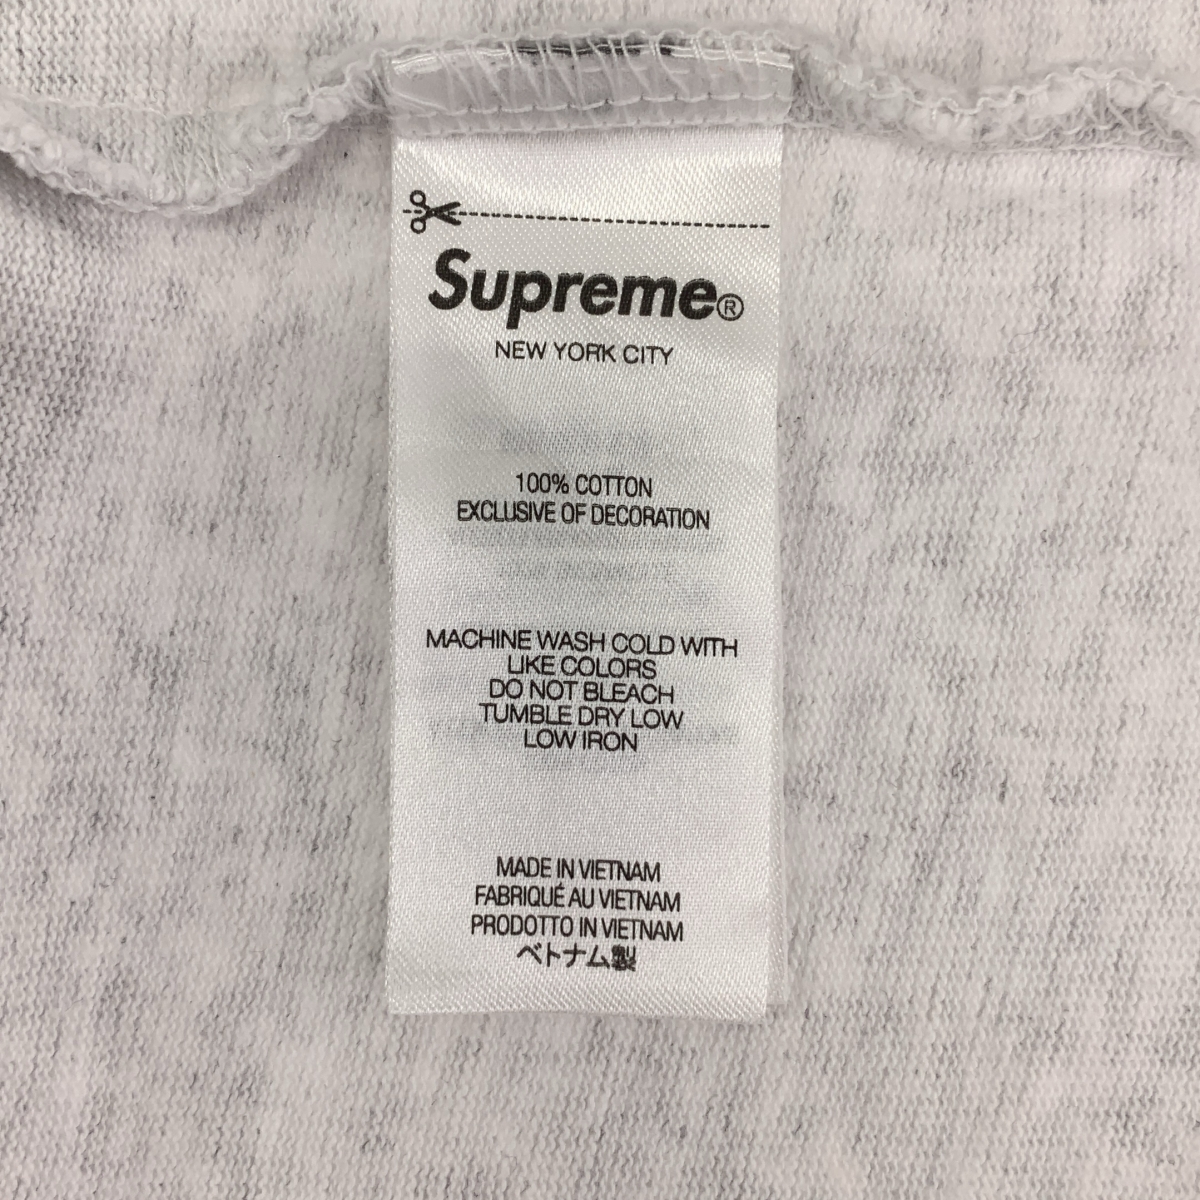 Supreme®
NEW YORK CITY
100% COTTON
EXCLUSIVE OF DECORATION
MACHINE WASH COLD WITH
LIKE COLORS
DO NOT BLEACH
TUMBLE DRY LOW
LOW IRON
MADE IN VIETNAM
FABRIQUÉ AU VIETNAM
PRODOTTO IN VIETNAM
ベトナム製